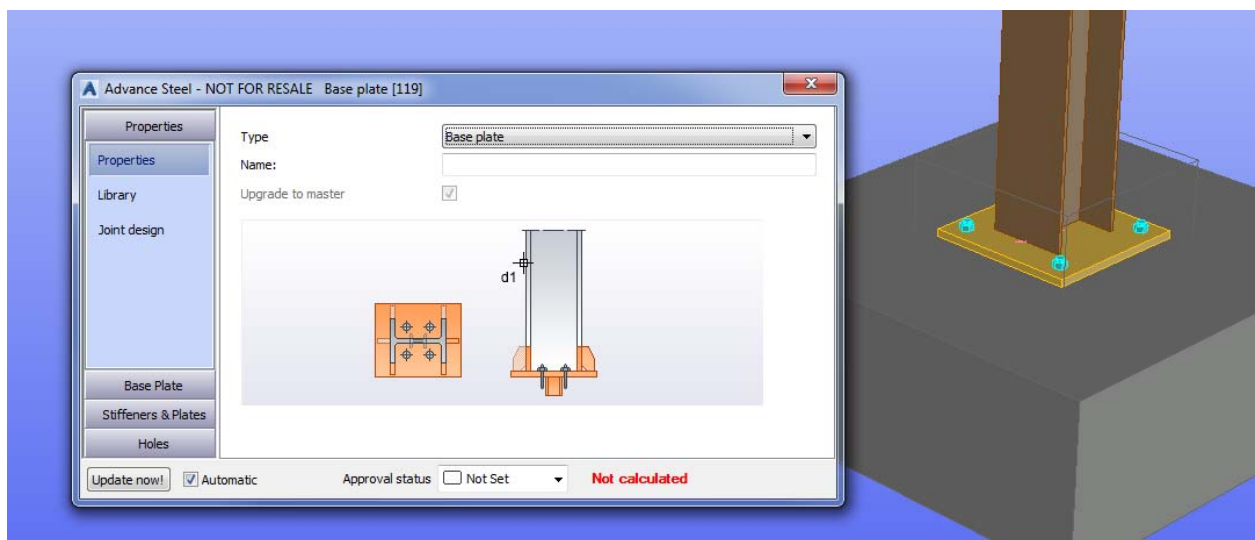 Advance Steel - NOT FOR RESALE Base plate [119]
Properties
Properties
Library
Joint design
Base Plate
Stiffeners & Plates
Holes
Type Base plate
Name:
Upgrade to master
d1
Update now! Automatic Approval status Not Set Not calculated